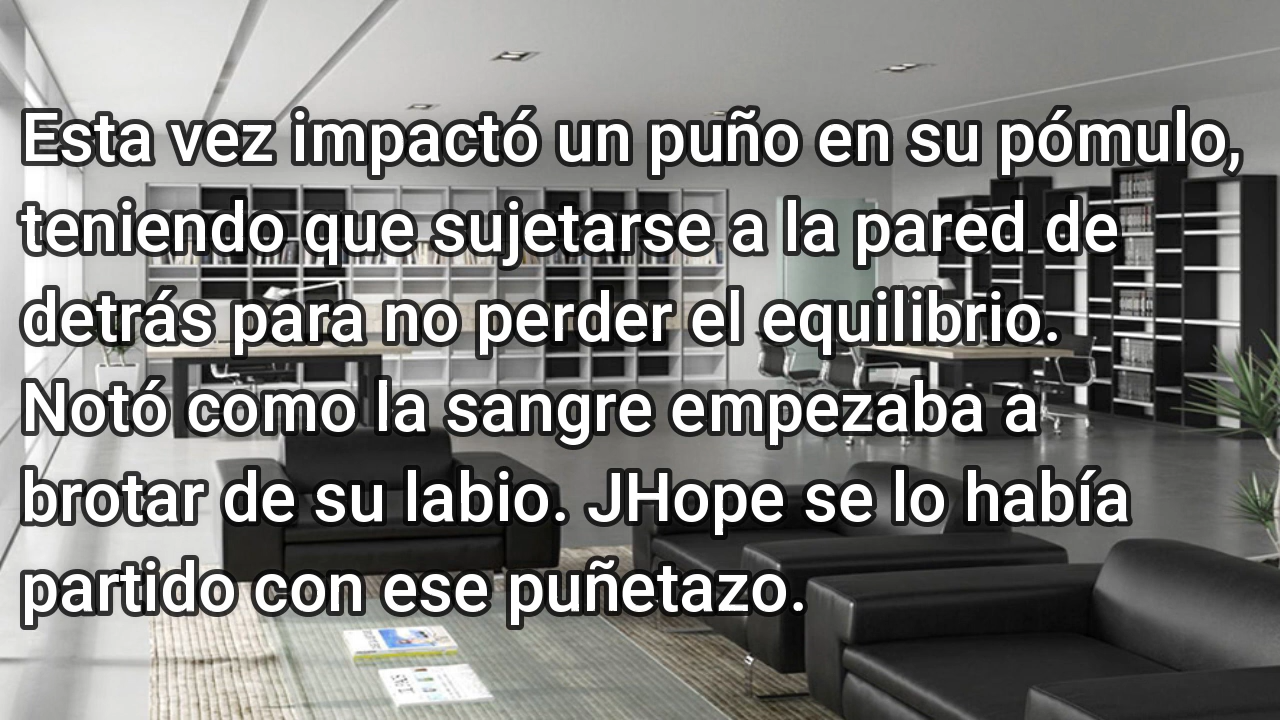 Esta vez impactó un puño en su pómulo,
teniendo que sujetarse a la pared de
detrás para no perder el equilibrio.
Notó como la sangre empezaba a
brotar de su labio. JHope se lo había
partido con ese puñetazo.